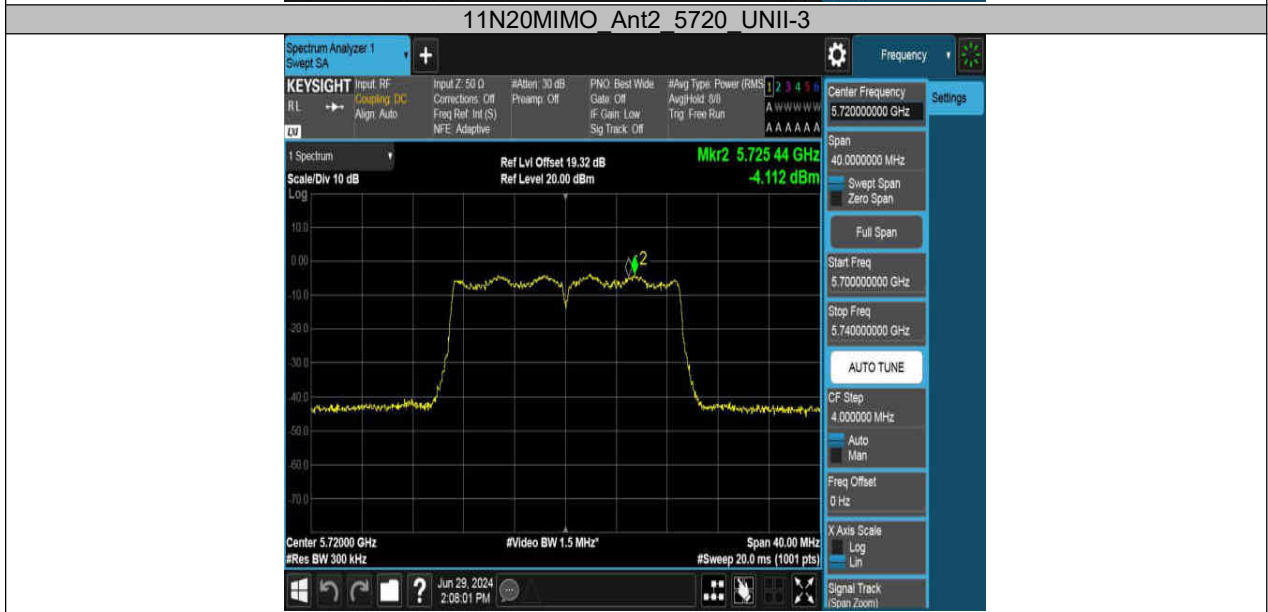 11N20MIMO_Ant2_5720_UNII-3
Spectrum Analyzer 1
Swept SA
+
Frequency
KEYSIGHT
RL
LXI
Input: RF
Coupling: DC
Align: Auto
Input Z: 50 Ω
Corrections: Off
Freq Ref: Int (S)
NFE: Adaptive
#Atten: 30 dB
Preamp: Off
PNO: Best Wide
Gate: Off
IF Gain: Low
Sig Track: Off
#Avg Type: Power (RMS
Avg|Hold: 8/8
Trig: Free Run
1 2 3 4 5 6
A W W W W W
A A A A A A
Center Frequency
5.720000000 GHz
Settings
Span
40.0000000 MHz
Swept Span
Zero Span
Full Span
Start Freq
5.700000000 GHz
Stop Freq
5.740000000 GHz
AUTO TUNE
CF Step
4.000000 MHz
Auto
Man
Freq Offset
0 Hz
X Axis Scale
Log
Lin
Signal Track
(Span Zoom)
1 Spectrum
Scale/Div 10 dB
Log
Ref Lvl Offset 19.32 dB
Ref Level 20.00 dBm
Mkr2 5.725 44 GHz
-4.112 dBm
10.0
0.00
-10.0
-20.0
-30.0
-40.0
-50.0
-60.0
-70.0
2
Center 5.72000 GHz
#Res BW 300 kHz
#Video BW 1.5 MHz*
Span 40.00 MHz
#Sweep 20.0 ms (1001 pts)
?
Jun 29, 2024
2:08:01 PM